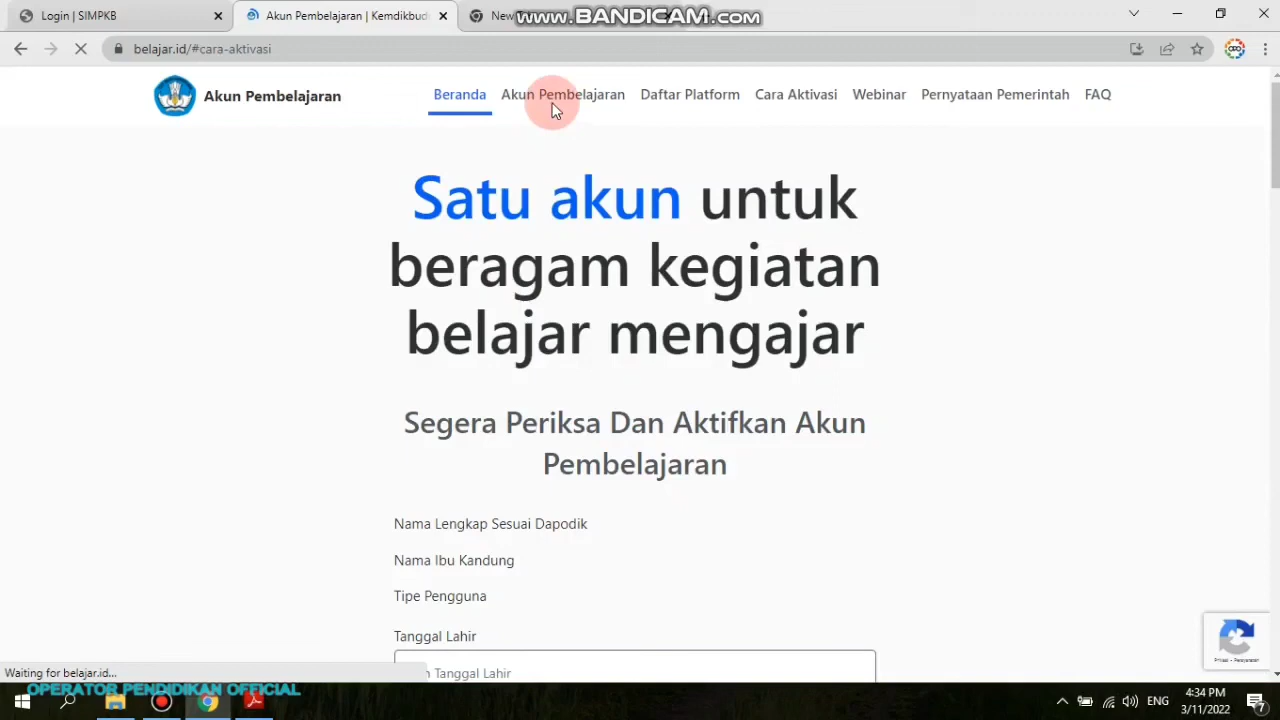 Login | SIMPKB
Akun Pembelajaran | Kemdikbud
New
www.BANDICAM.com
belajar.id/#cara-aktivasi
Akun Pembelajaran
Beranda
Akun Pembelajaran
Daftar Platform
Cara Aktivasi
Webinar
Pernyataan Pemerintah
FAQ
Satu akun untuk
beragam kegiatan
belajar mengajar
Segera Periksa Dan Aktifkan Akun
Pembelajaran
Nama Lengkap Sesuai Dapodik
Nama Ibu Kandung
Tipe Pengguna
Tanggal Lahir
Tanggal Lahir
Waiting for belajar.id...
OPERATOR PENDIDIKAN OFFICIAL
ENG
4:34 PM
3/11/2022
7